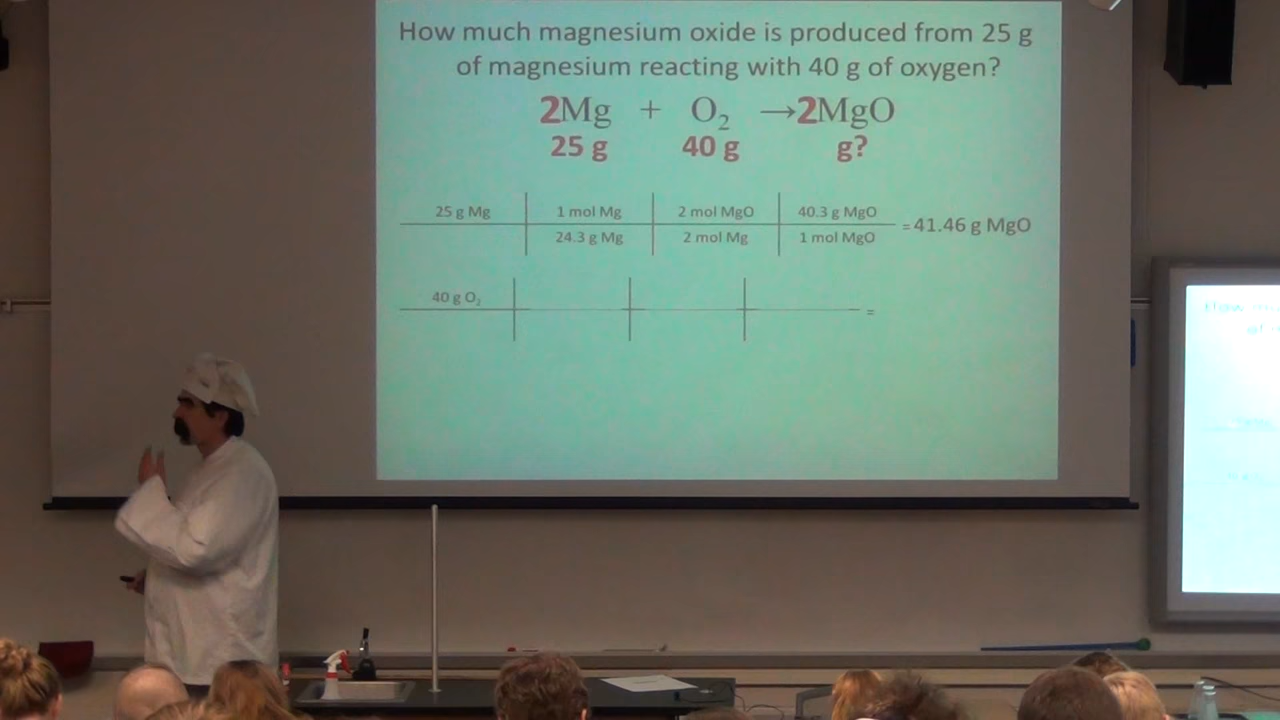 How much magnesium oxide is produced from 25 g
of magnesium reacting with 40 g of oxygen?
2Mg + O₂ →2MgO
25 g 40 g g?
25 g Mg 1 mol Mg 2 mol MgO 40.3 g MgO
= 41.46 g MgO
24.3 g Mg 2 mol Mg 1 mol MgO
40 g O₂
=